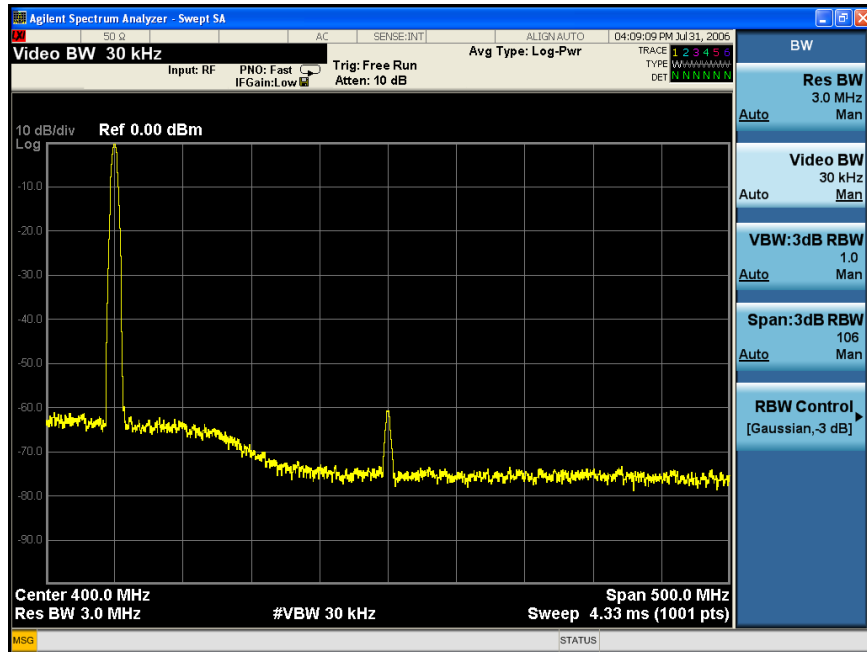 Agilent Spectrum Analyzer - Swept SA
LXI 50 Ω AC SENSE:INT ALIGN AUTO 04:09:09 PM Jul 31, 2006
Video BW 30 kHz
Input: RF
PNO: Fast
IFGain:Low
Trig: Free Run
Atten: 10 dB
Avg Type: Log-Pwr
TRACE 1 2 3 4 5 6
TYPE W
DET N N N N N N
10 dB/div Ref 0.00 dBm
Log
-10.0
-20.0
-30.0
-40.0
-50.0
-60.0
-70.0
-80.0
-90.0
Center 400.0 MHz Span 500.0 MHz
Res BW 3.0 MHz #VBW 30 kHz Sweep 4.33 ms (1001 pts)
MSG STATUS
BW
Res BW
3.0 MHz
Auto Man
Video BW
30 kHz
Auto Man
VBW:3dB RBW
1.0
Auto Man
Span:3dB RBW
106
Auto Man
RBW Control
[Gaussian,-3 dB]